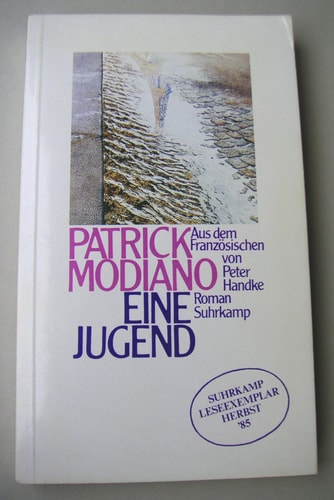 PATRICK
MODIANO
EINE
JUGEND
Aus dem
Französischen
von
Peter
Handke
Roman
Suhrkamp
SUHRKAMP
LESEEXEMPLAR
HERBST
'85